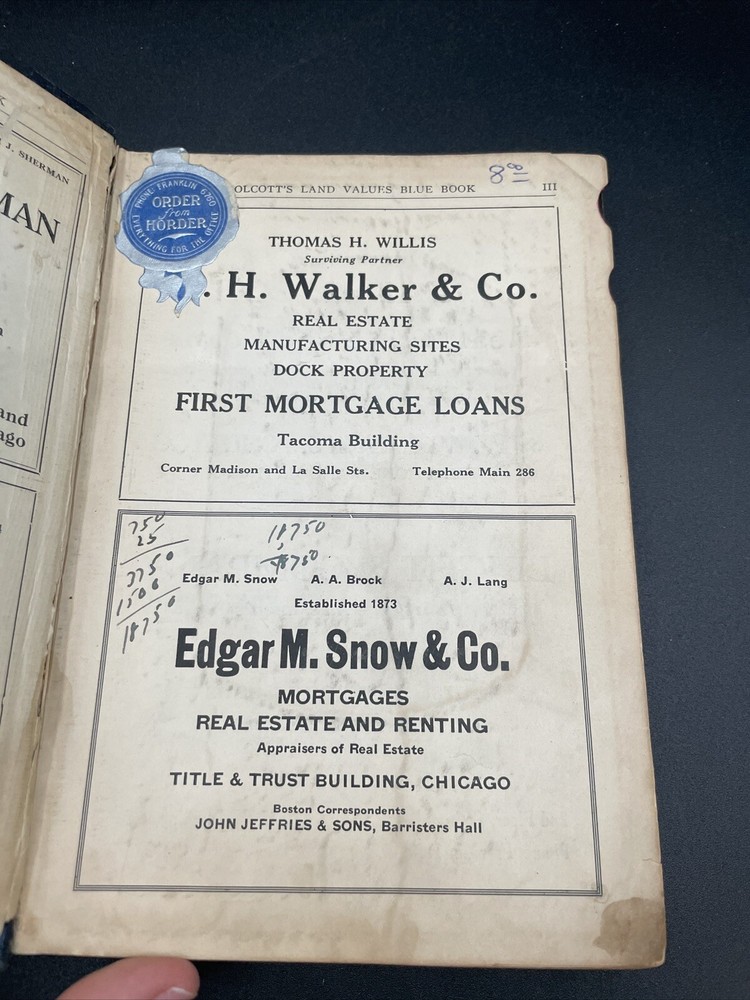 J. SHERMAN
MAN
and
ago
PHONE FRANKLIN 6760
ORDER
from
HORDER
EVERYTHING FOR THE OFFICE
OLCOTT'S LAND VALUES BLUE BOOK
8 00
III
THOMAS H. WILLIS
Surviving Partner
. H. Walker & Co.
REAL ESTATE
MANUFACTURING SITES
DOCK PROPERTY
FIRST MORTGAGE LOANS
Tacoma Building
Corner Madison and La Salle Sts. Telephone Main 286
750
25
3750
1500
18750
18750
Edgar M. Snow A. A. Brock A. J. Lang
Established 1873
Edgar M. Snow & Co.
MORTGAGES
REAL ESTATE AND RENTING
Appraisers of Real Estate
TITLE & TRUST BUILDING, CHICAGO
Boston Correspondents
JOHN JEFFRIES & SONS, Barristers Hall